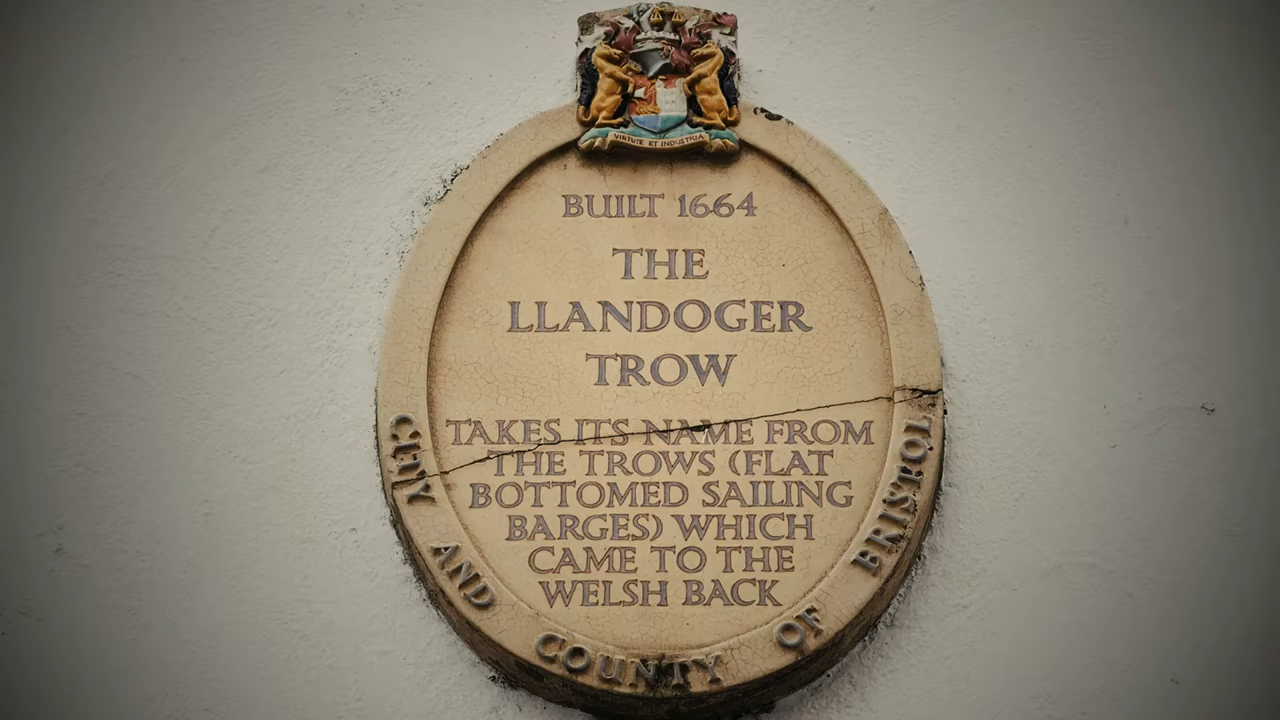 VIRTUTE ET INDUSTRIA
BUILT 1664
THE
LLANDOGER
TROW
TAKES ITS NAME FROM
THE TROWS (FLAT
BOTTOMED SAILING
BARGES) WHICH
CAME TO THE
WELSH BACK
CITY AND COUNTY OF BRISTOL